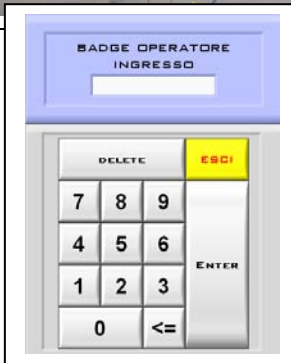 BADGE OPERATORE
INGRESSO
DELETE ESCI
7 8 9
4 5 6
ENTER
1 2 3
0 <=